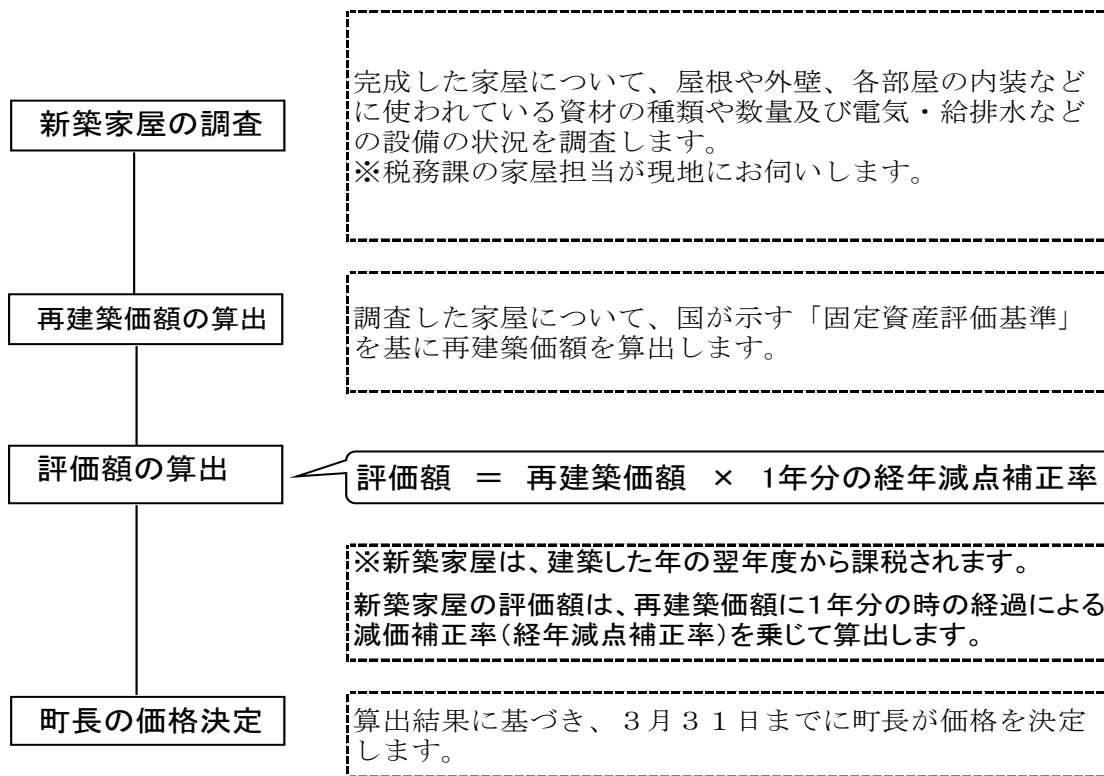 新築家屋の調査
完成した家屋について、屋根や外壁、各部屋の内装など
に使われている資材の種類や数量及び電気・給排水など
の設備の状況を調査します。
※税務課の家屋担当が現地にお伺いします。
再建築価額の算出
調査した家屋について、国が示す「固定資産評価基準」
を基に再建築価額を算出します。
評価額の算出
評価額 ＝ 再建築価額 × 1年分の経年減点補正率
※新築家屋は、建築した年の翌年度から課税されます。
新築家屋の評価額は、再建築価額に１年分の時の経過による
減価補正率（経年減点補正率）を乗じて算出します。
町長の価格決定
算出結果に基づき、３月３１日までに町長が価格を決定
します。